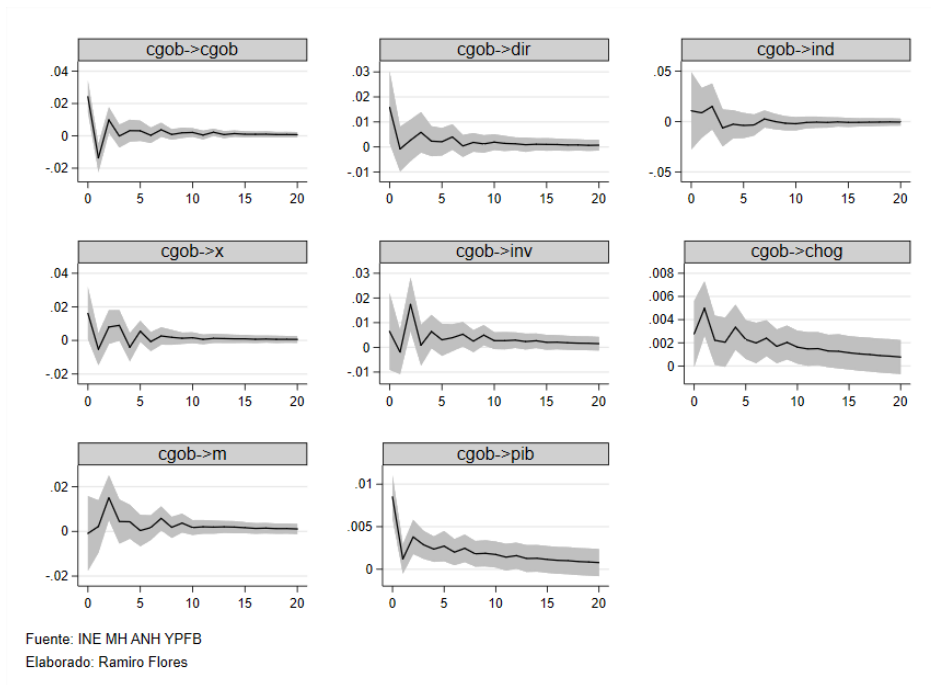 cgob->cgob
.04
.02
0
-.02
0 5 10 15 20
cgob->dir
.03
.02
.01
0
-.01
0 5 10 15 20
cgob->ind
.05
0
-.05
0 5 10 15 20
cgob->x
.04
.02
0
-.02
0 5 10 15 20
cgob->inv
.03
.02
.01
0
-.01
0 5 10 15 20
cgob->chog
.008
.006
.004
.002
0
0 5 10 15 20
cgob->m
.02
0
-.02
0 5 10 15 20
cgob->pib
.01
.005
0
0 5 10 15 20
Fuente: INE MH ANH YPFB
Elaborado: Ramiro Flores